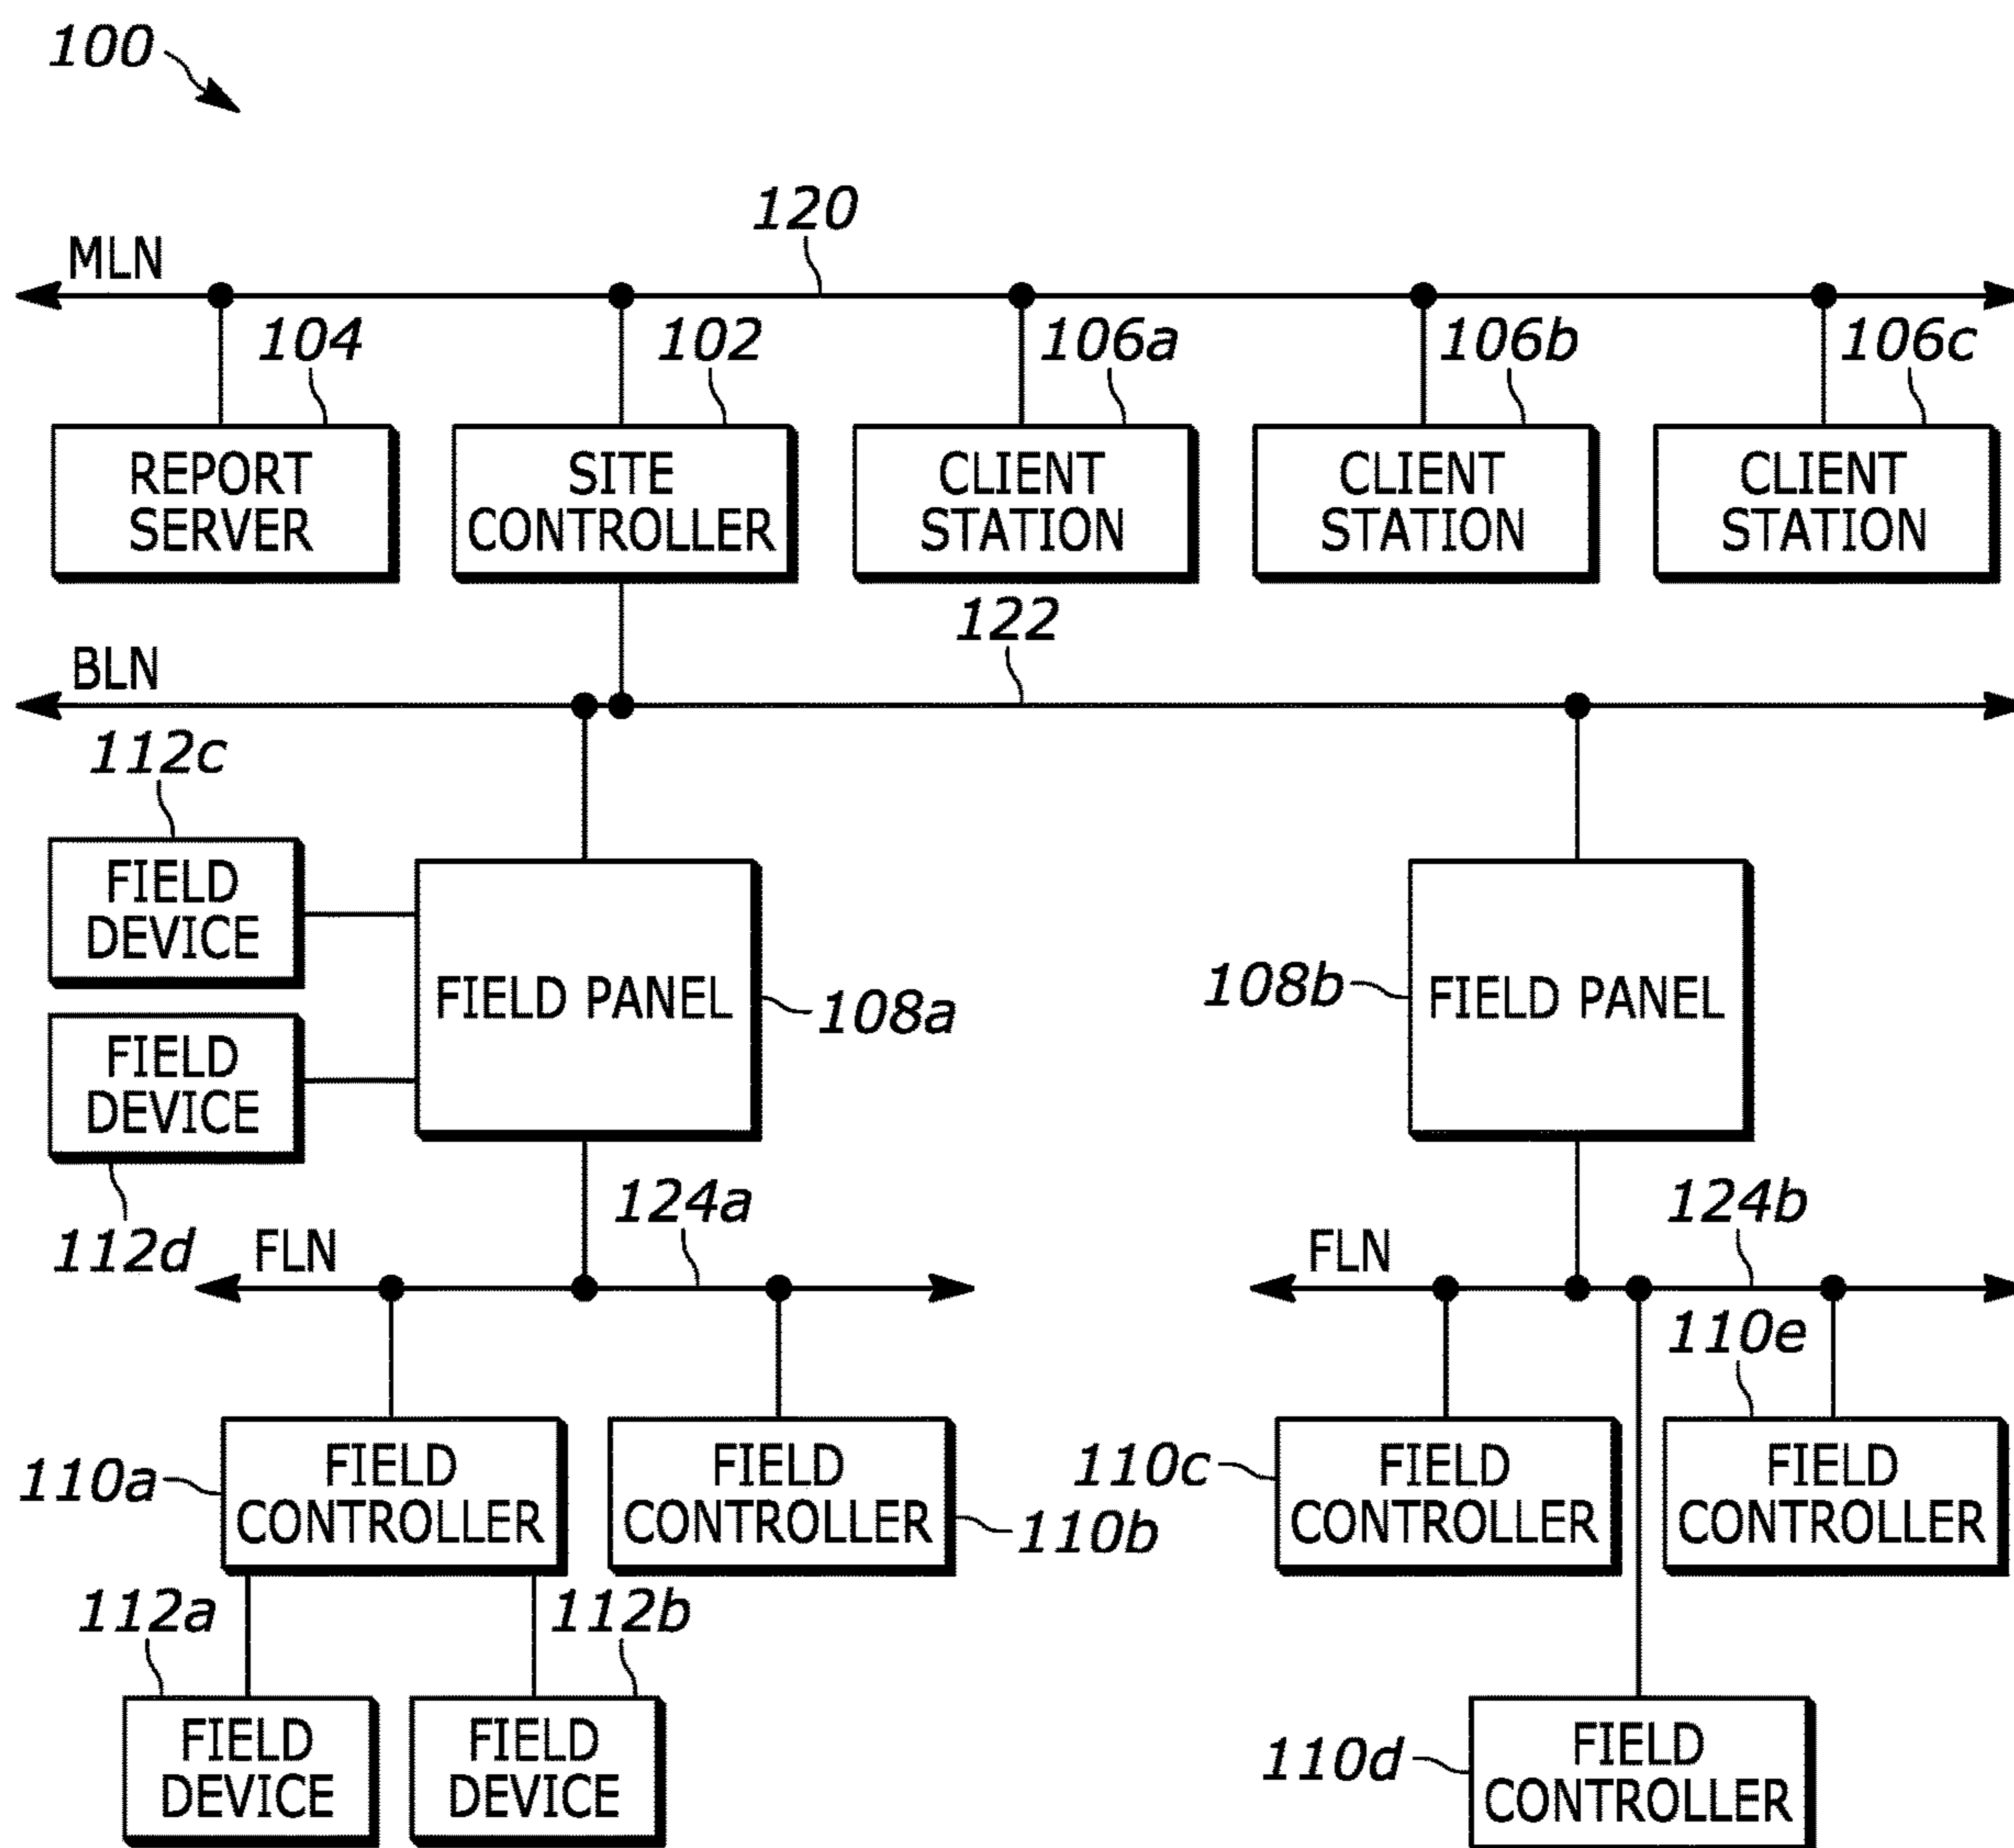 100
120
MLN
104
102
106a
106b
106c
REPORT
SERVER
SITE
CONTROLLER
CLIENT
STATION
CLIENT
STATION
CLIENT
STATION
122
BLN
112c
FIELD
DEVICE
FIELD PANEL
108a
108b
FIELD PANEL
FIELD
DEVICE
112d
124a
FLN
124b
FLN
110e
110a
FIELD
CONTROLLER
FIELD
CONTROLLER
110b
110c
FIELD
CONTROLLER
FIELD
CONTROLLER
112a
112b
FIELD
DEVICE
FIELD
DEVICE
110d
FIELD
CONTROLLER